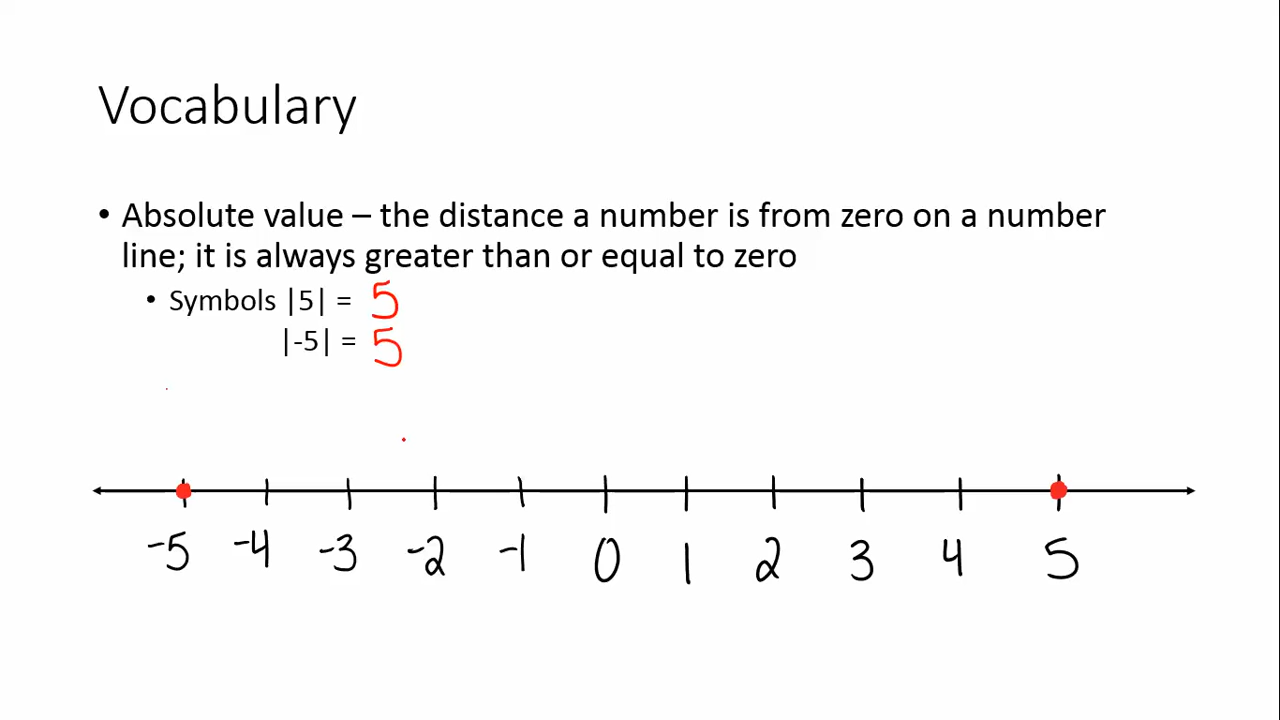 Vocabulary
• Absolute value – the distance a number is from zero on a number
line; it is always greater than or equal to zero
• Symbols |5| = 5
|-5| = 5
-5 -4 -3 -2 -1 0 1 2 3 4 5